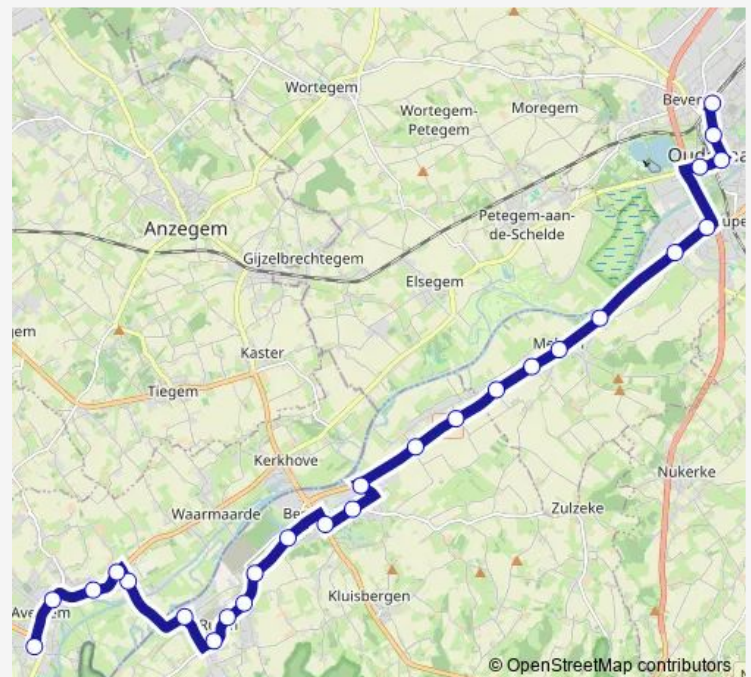 Wortegem
Bever
Wortegem-
Petegem
Moregem
Petegem-aan-
de-Schelde
Anzegem
Gijzelbrechtegem
Elsegem
Kaster
Tiegem
Kerkhove
Nukerke
Waarmaarde
Zulzeke
Kluisbergen
© OpenStreetMap contributors